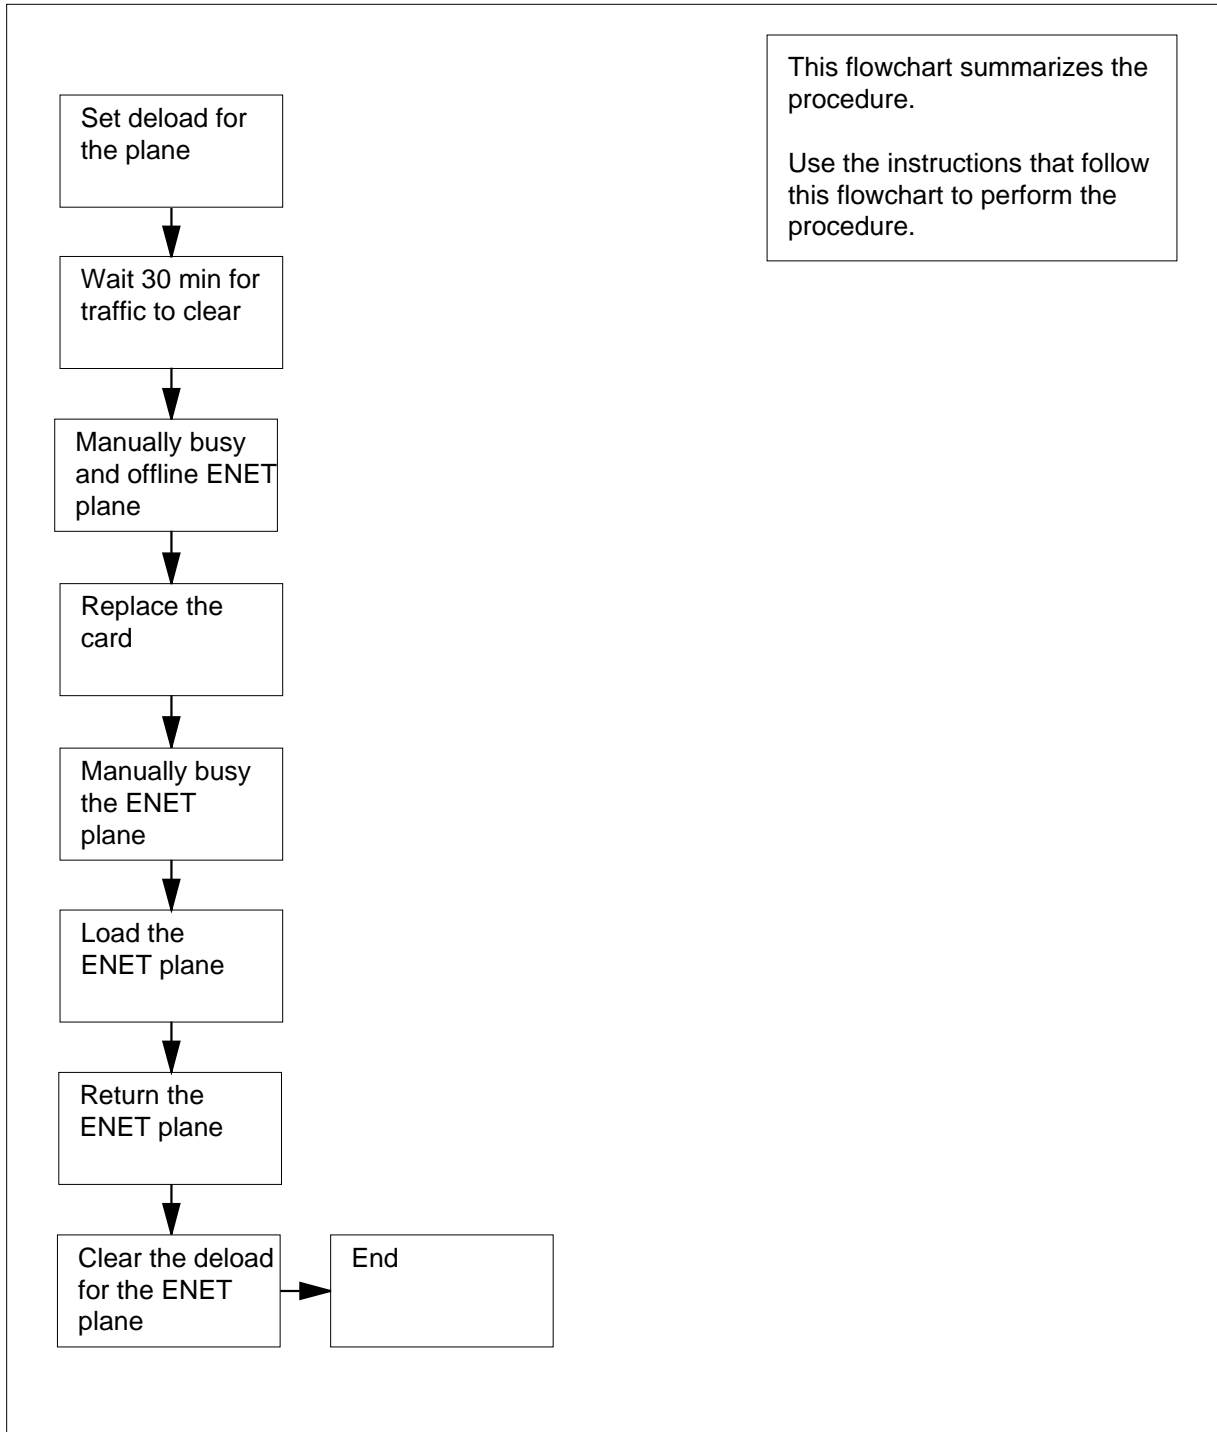 This flowchart summarizes the
procedure.
Use the instructions that follow
this flowchart to perform the
procedure.
Set deload for
the plane
Wait 30 min for
traffic to clear
Manually busy
and offline ENET
plane
Replace the
card
Manually busy
the ENET
plane
Load the
ENET plane
Return the
ENET plane
Clear the deload
for the ENET
plane
End